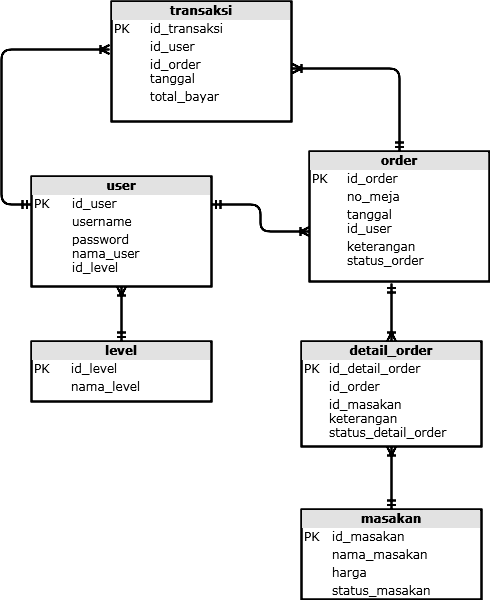 transaksi
PK id_transaksi
id_user
id_order
tanggal
total_bayar
user
PK id_user
username
password
nama_user
id_level
order
PK id_order
no_meja
tanggal
id_user
keterangan
status_order
level
PK id_level
nama_level
detail_order
PK id_detail_order
id_order
id_masakan
keterangan
status_detail_order
masakan
PK id_masakan
nama_masakan
harga
status_masakan